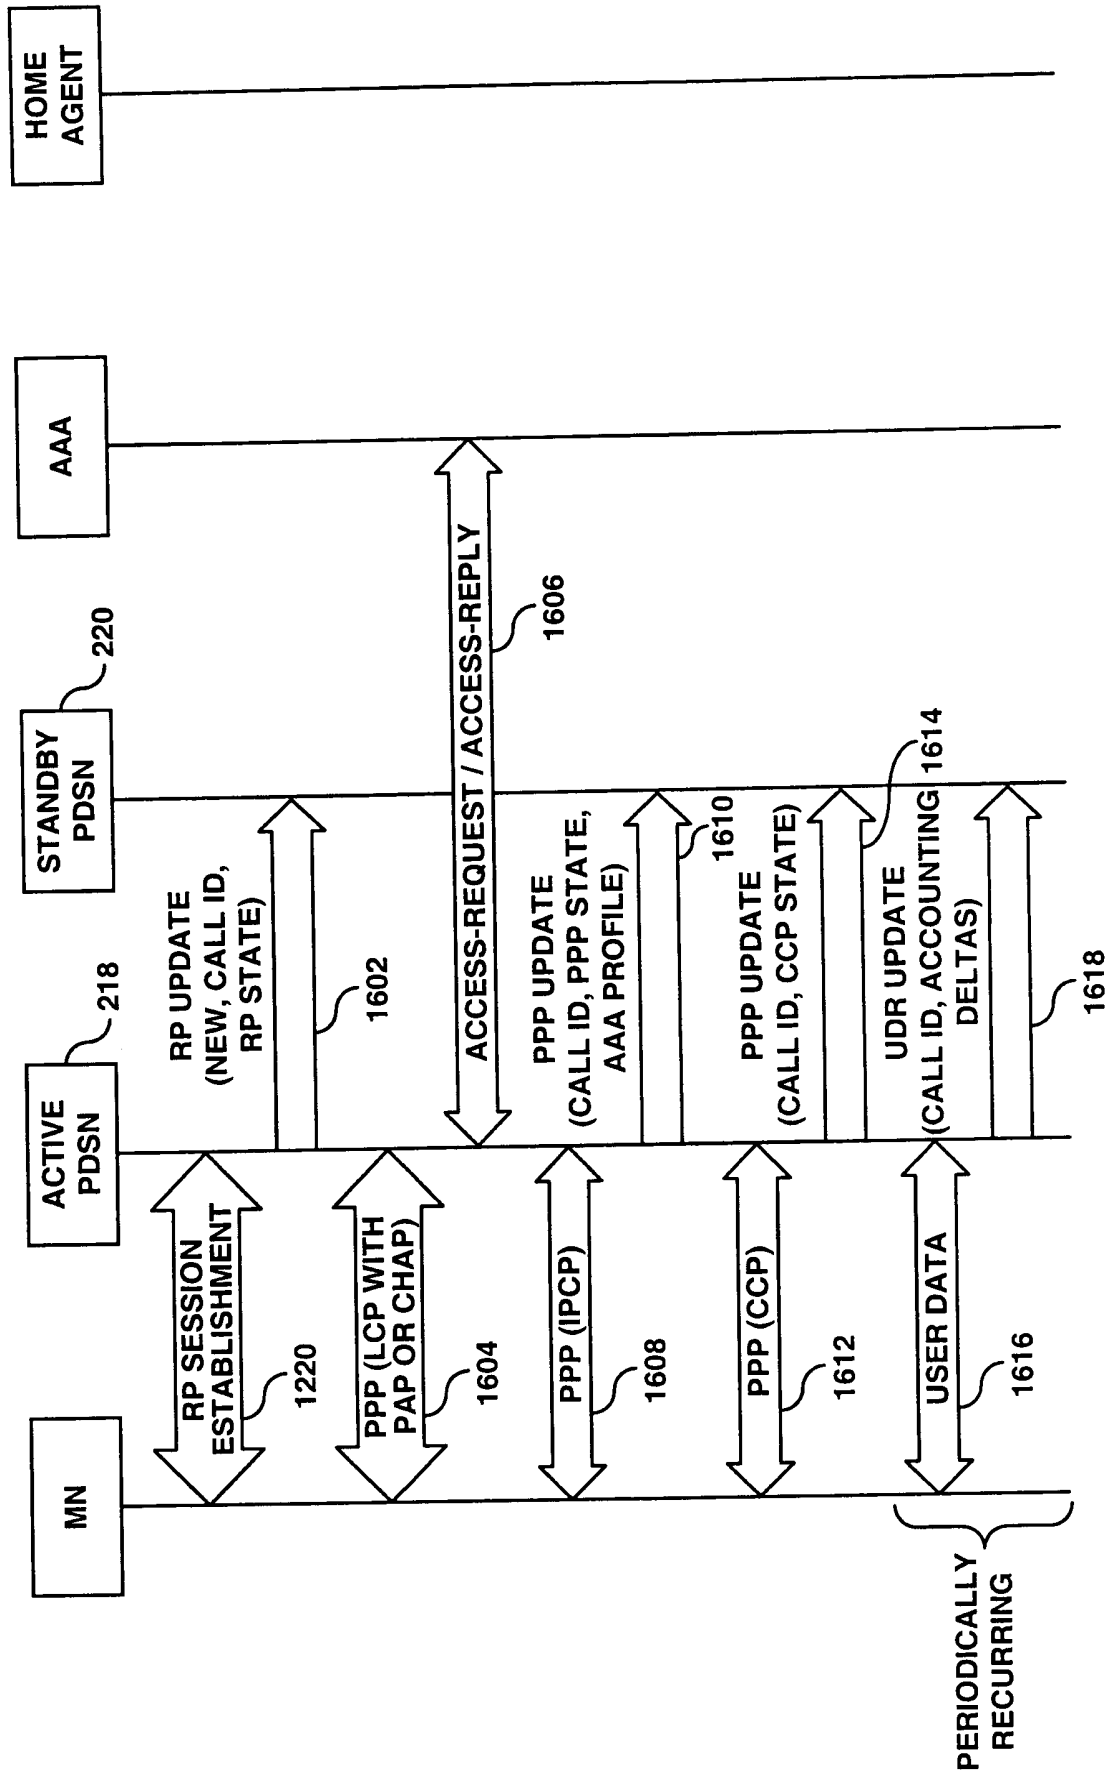 MN
ACTIVE
PDSN
218
STANDBY
PDSN
220
AAA
HOME
AGENT
RP SESSION
ESTABLISHMENT
1220
RP UPDATE
(NEW, CALL ID,
RP STATE)
1602
PPP (LCP WITH
PAP OR CHAP)
1604
ACCESS-REQUEST / ACCESS-REPLY
1606
PPP (IPCP)
1608
PPP UPDATE
(CALL ID, PPP STATE,
AAA PROFILE)
1610
PPP (CCP)
1612
PPP UPDATE
(CALL ID, CCP STATE)
1614
USER DATA
1616
UDR UPDATE
(CALL ID, ACCOUNTING
DELTAS)
1618
PERIODICALLY
RECURRING